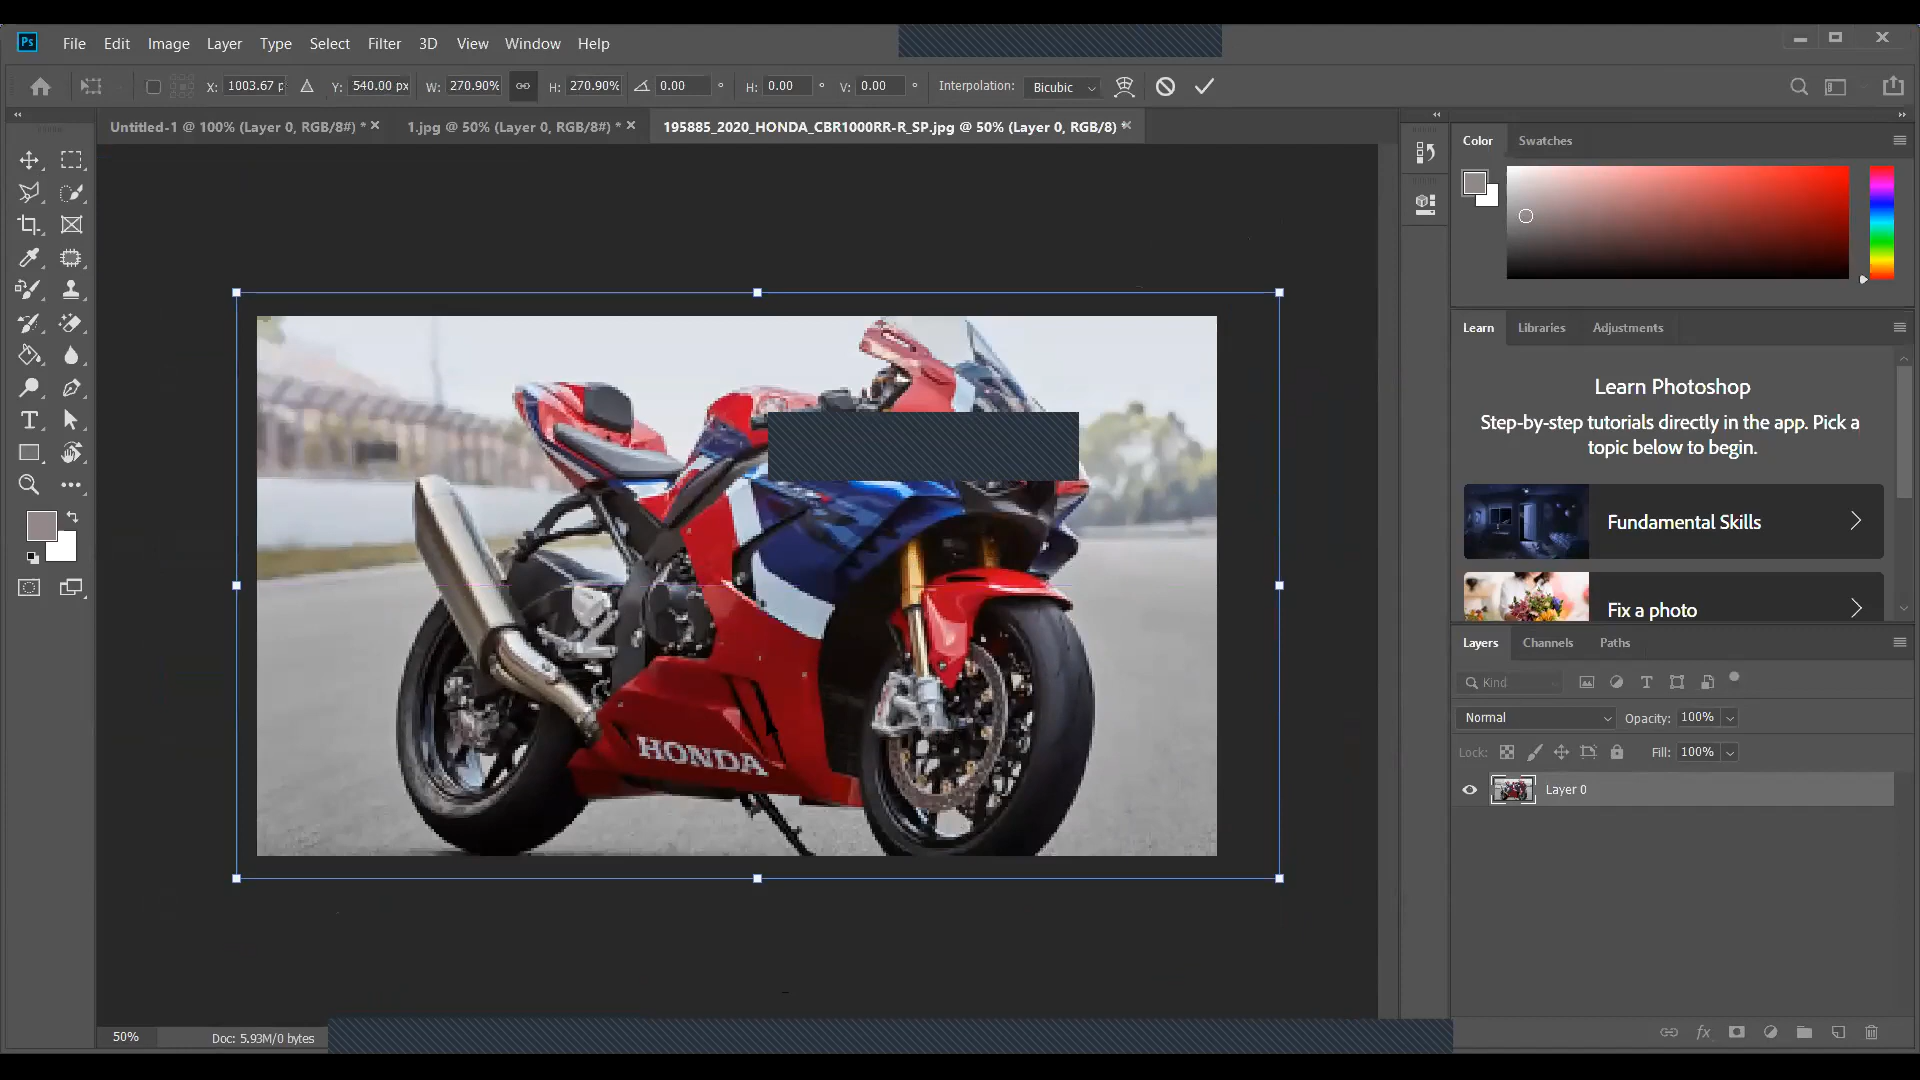 Ps File Edit Image Layer Type Select Filter 3D View Window Help
X: 1003.67 p Y: 540.00 px W: 270.90% H: 270.90% 0.00 ° H: 0.00 ° V: 0.00 ° Interpolation: Bicubic
Untitled-1 @ 100% (Layer 0, RGB/8#) * 1.jpg @ 50% (Layer 0, RGB/8#) * 195885_2020_HONDA_CBR1000RR-R_SP.jpg @ 50% (Layer 0, RGB/8) *
Color Swatches
Learn Libraries Adjustments
Learn Photoshop
Step-by-step tutorials directly in the app. Pick a
topic below to begin.
Fundamental Skills
Fix a photo
Layers Channels Paths
Kind
Normal Opacity: 100%
Lock: Fill: 100%
HONDA
Layer 0
50% Doc: 5.93M/0 bytes
fx